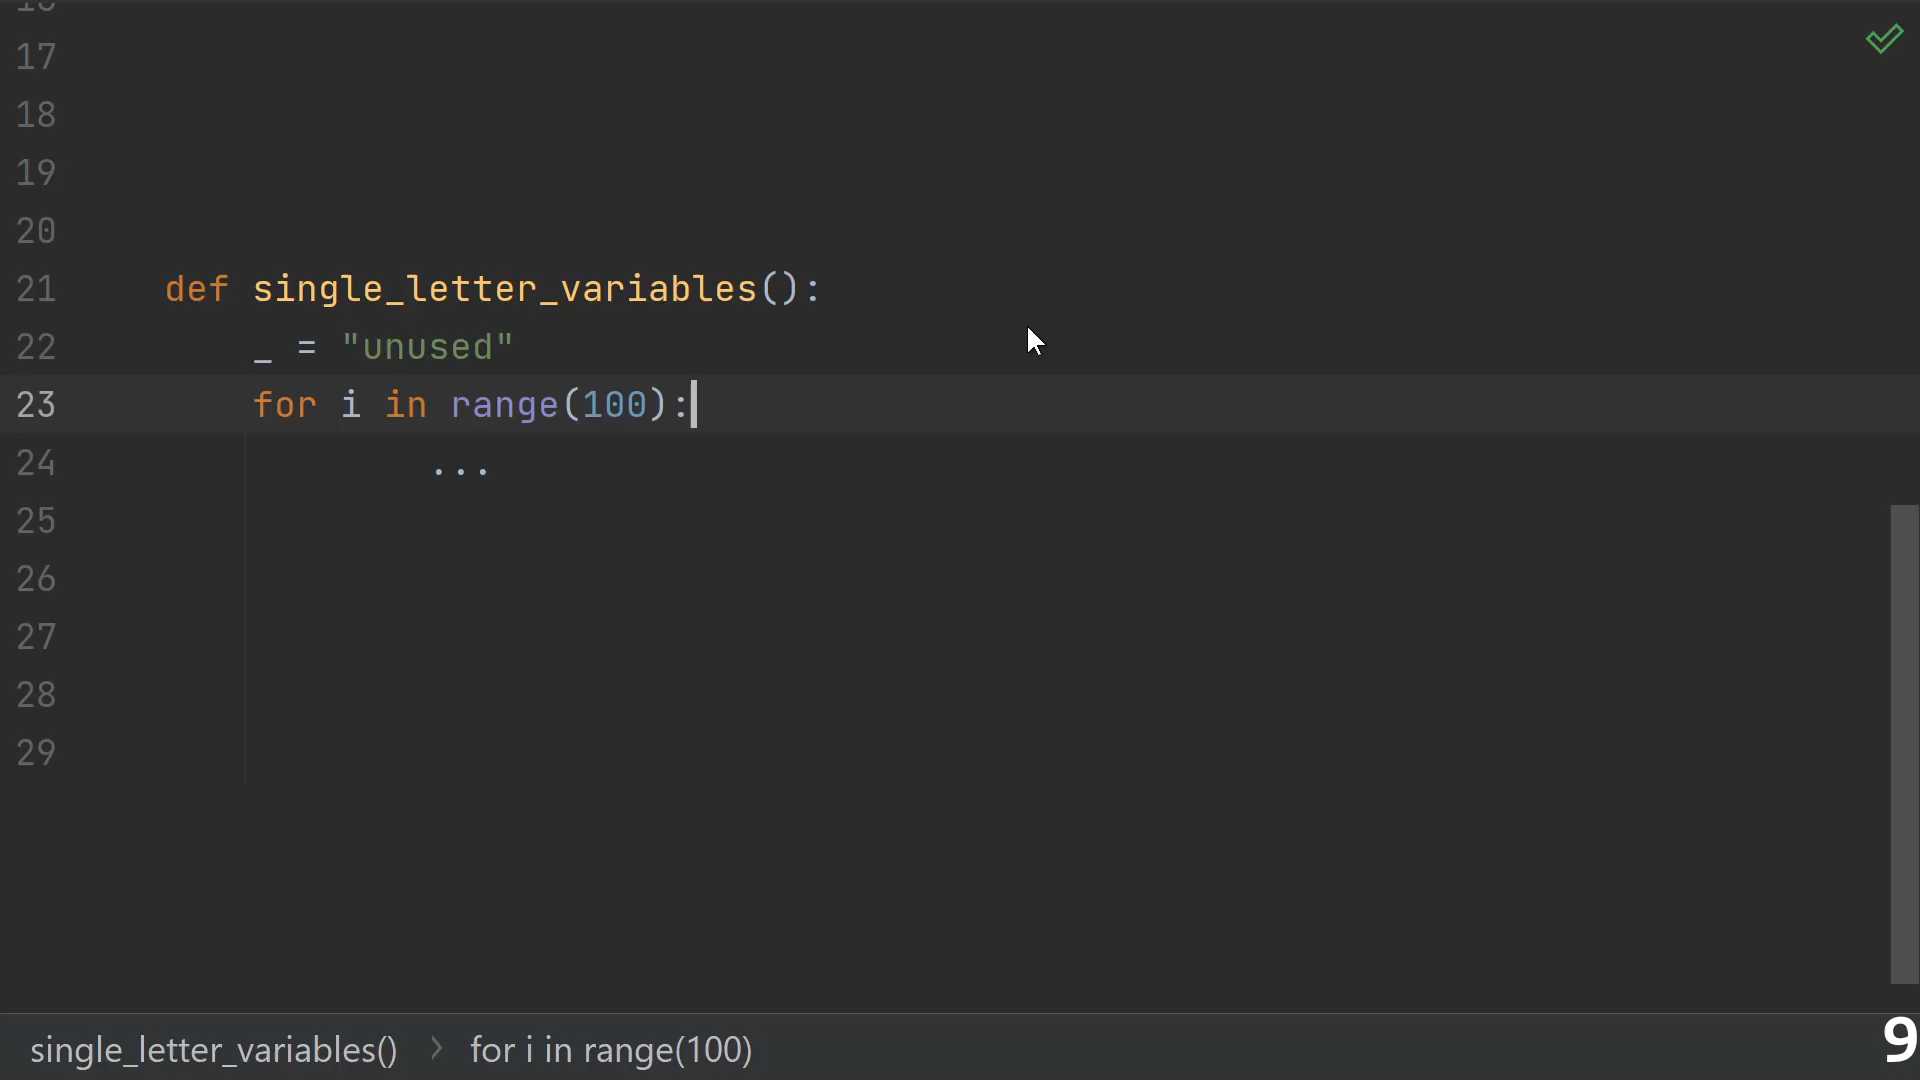 17
18
19
20
21 def single_letter_variables():
22 _ = "unused"
23 for i in range(100):
24 ...
25
26
27
28
29
single_letter_variables() > for i in range(100)
9